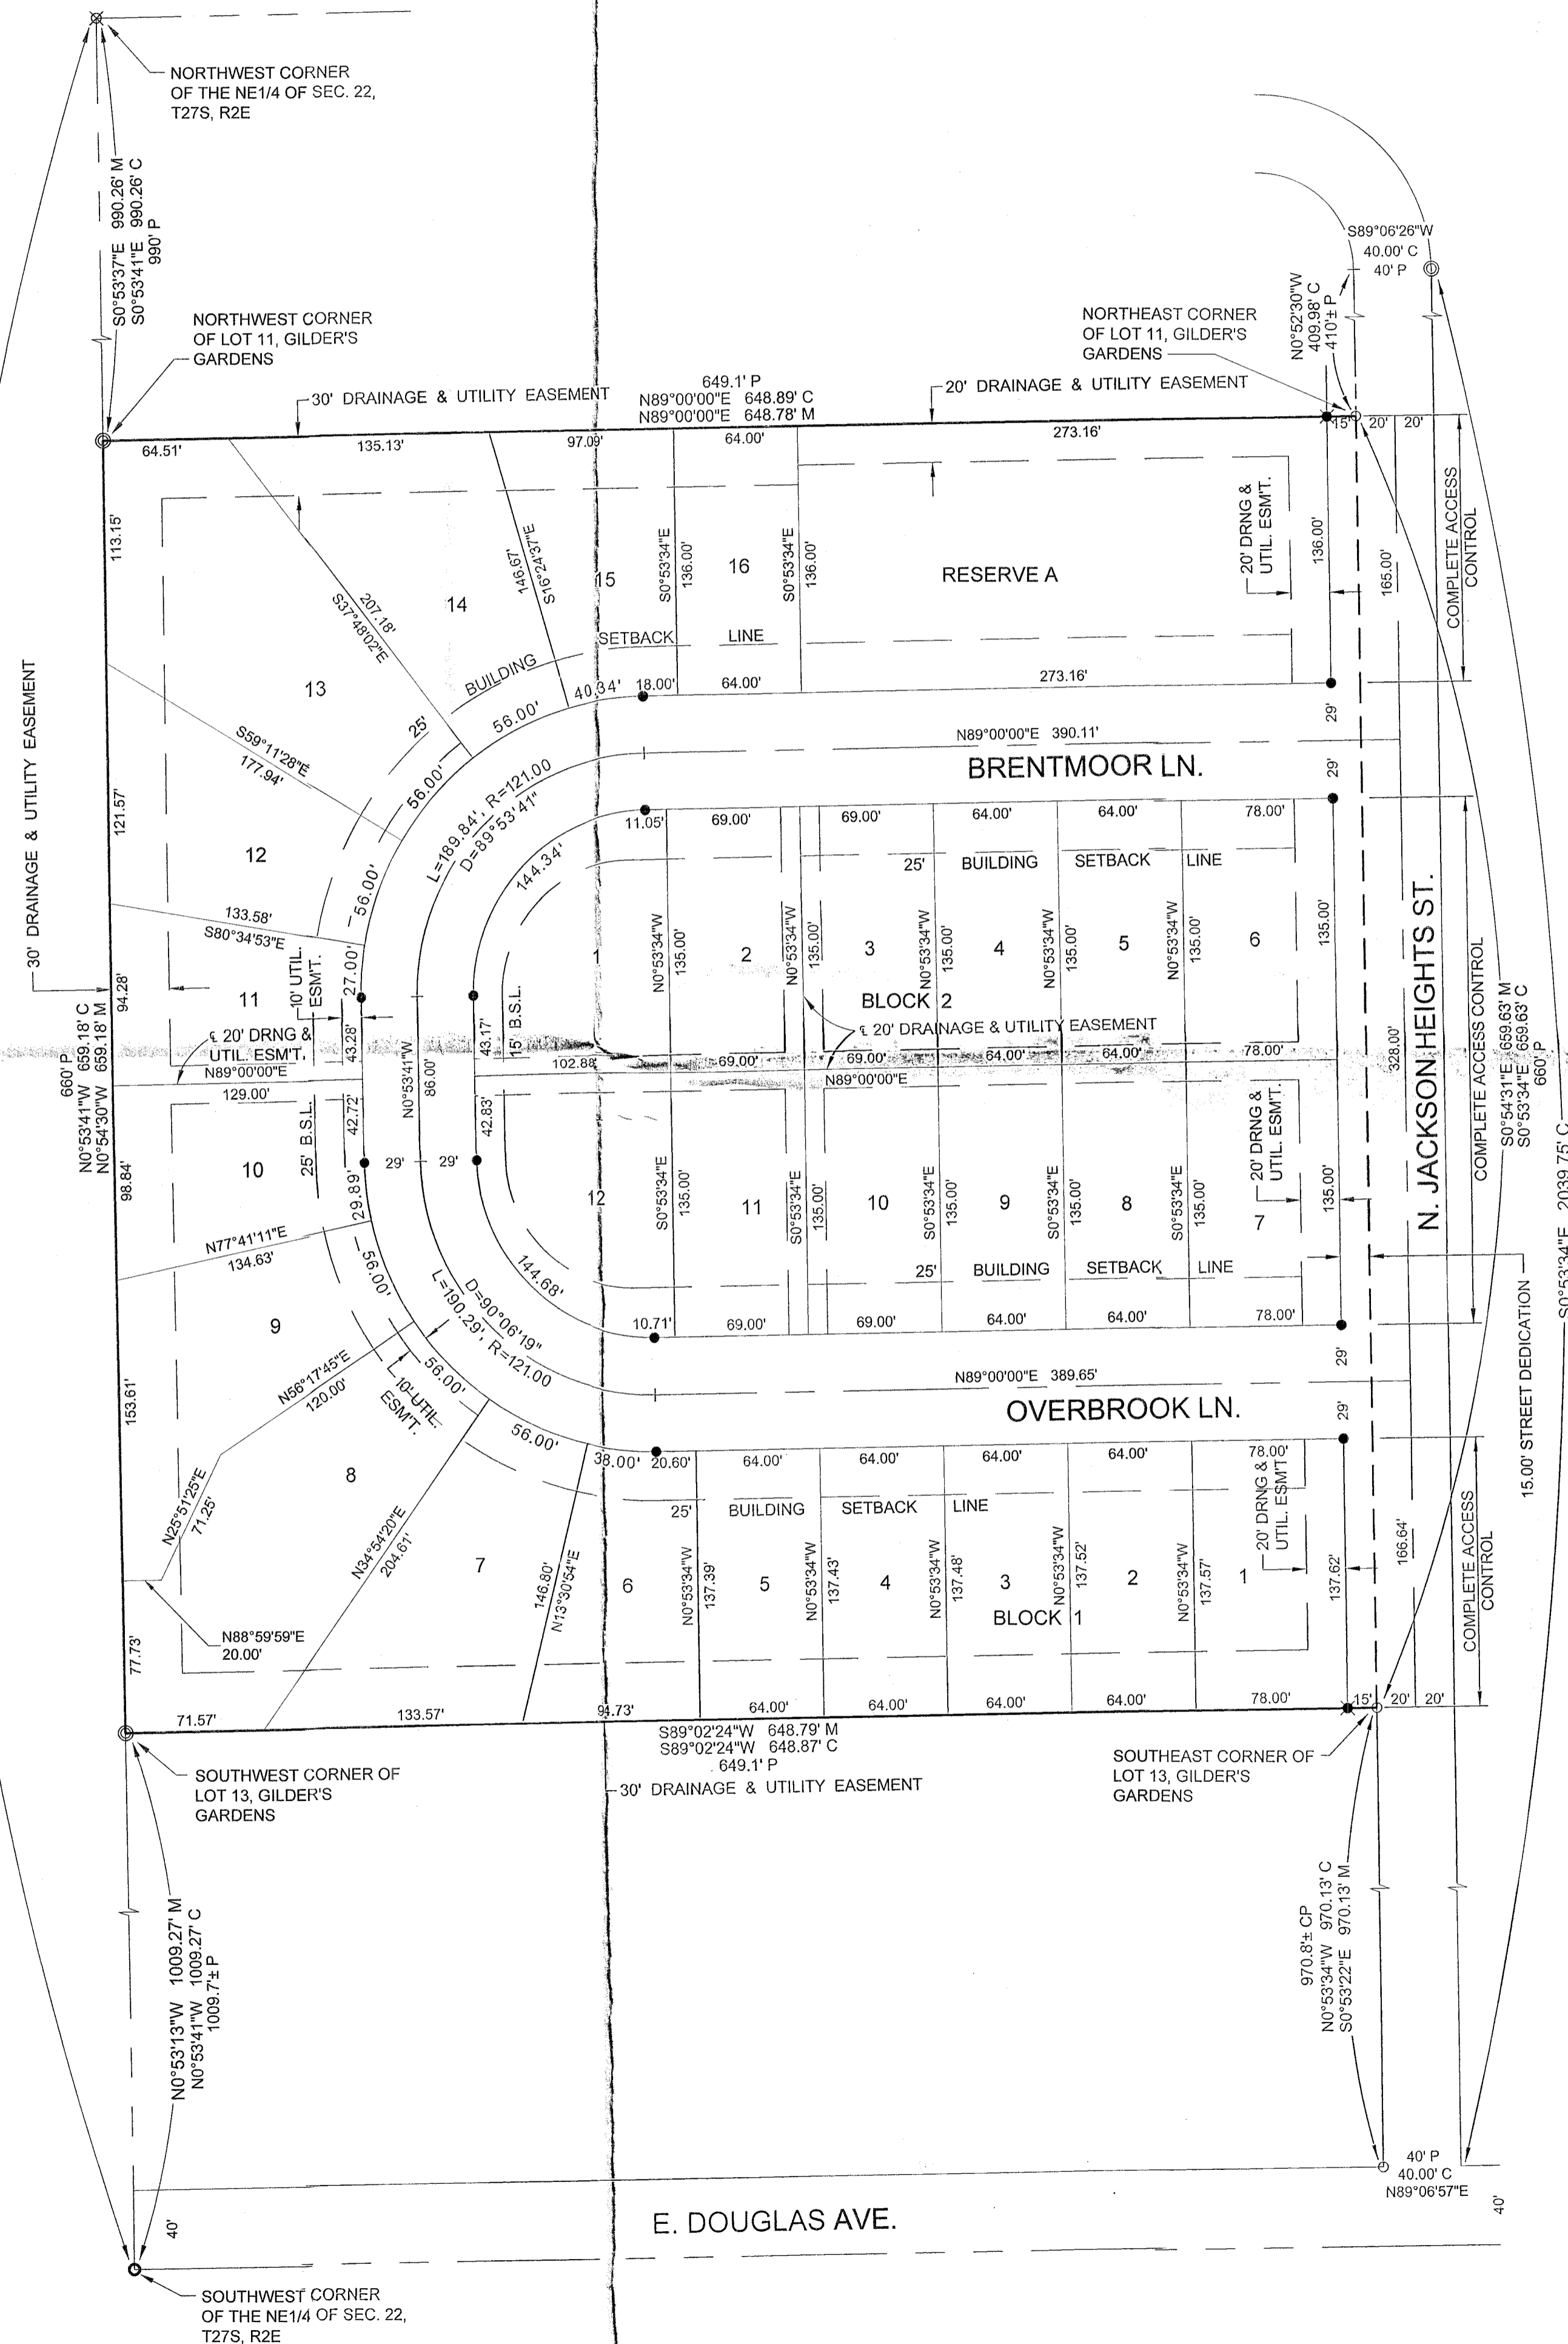 NORTHWEST CORNER
OF THE NE1/4 OF SEC. 22,
T27S, R2E
S0°53'37"E 990.26' M
S0°53'41"E 990.26' C
990' P
S89°06'26"W
40.00' C
40' P
NORTHWEST CORNER
OF LOT 11, GILDER'S
GARDENS
NORTHEAST CORNER
OF LOT 11, GILDER'S
GARDENS
N0°52'30"W
409.98' C
410'± P
30' DRAINAGE & UTILITY EASEMENT
649.1' P
N89°00'00"E 648.89' C
N89°00'00"E 648.78' M
20' DRAINAGE & UTILITY EASEMENT
64.51'
135.13'
97.09'
64.00'
273.16'
15'
20'
20'
113.15'
207.18'
S37°48'02"E
14
146.67'
S16°24'37"E
15
S0°53'34"E
136.00'
16
S0°53'34"E
136.00'
RESERVE A
20' DRNG &
UTIL. ESM'T.
136.00'
165.00'
COMPLETE ACCESS
CONTROL
13
BUILDING
SETBACK
LINE
25'
56.00'
40.34'
18.00'
64.00'
273.16'
29'
30' DRAINAGE & UTILITY EASEMENT
S59°11'28"E
177.94'
56.00'
L=189.84', R=121.00
D=89°53'41"
N89°00'00"E 390.11'
BRENTMOOR LN.
29'
121.57'
12
56.00'
144.34'
11.05'
69.00'
69.00'
64.00'
64.00'
78.00'
25'
BUILDING
SETBACK
LINE
133.58'
S80°34'53"E
1
N0°53'34"W
135.00'
2
N0°53'34"W
135.00'
3
N0°53'34"W
135.00'
4
N0°53'34"W
135.00'
5
N0°53'34"W
135.00'
6
135.00'
94.28'
11
10' UTIL.
ESM'T.
27.00'
43.28'
43.17'
15' B.S.L.
BLOCK 2
℄ 20' DRAINAGE & UTILITY EASEMENT
℄ 20' DRNG &
UTIL. ESM'T.
N89°00'00"E
129.00'
N0°53'41"W
86.00'
102.88'
69.00'
69.00'
64.00'
64.00'
78.00'
N89°00'00"E
328.00'
N. JACKSON HEIGHTS ST.
COMPLETE ACCESS CONTROL
S0°54'31"E 659.63' M
S0°53'34"E 659.63' C
660' P
660' P
N0°53'41"W 659.18' C
N0°54'30"W 659.18' M
98.84'
10
25' B.S.L.
42.72'
42.83'
29'
29'
29.89'
N77°41'11"E
134.63'
12
S0°53'34"E
135.00'
11
S0°53'34"E
135.00'
10
S0°53'34"E
135.00'
9
S0°53'34"E
135.00'
8
S0°53'34"E
135.00'
7
20' DRNG &
UTIL. ESM'T.
135.00'
56.00'
144.68'
25'
BUILDING
SETBACK
LINE
9
D=90°06'19"
L=190.29', R=121.00
10.71'
69.00'
69.00'
64.00'
64.00'
78.00'
29'
N56°17'45"E
120.00'
56.00'
10' UTIL.
ESM'T.
N89°00'00"E 389.65'
OVERBROOK LN.
29'
15.00' STREET DEDICATION
S0°53'34"E 2039.75' C
153.61'
8
56.00'
38.00'
20.60'
64.00'
64.00'
64.00'
64.00'
78.00'
N25°51'25"E
71.25'
N34°54'20"E
204.61'
25'
BUILDING
SETBACK
LINE
20' DRNG &
UTIL. ESM'T.
7
146.80'
N13°30'54"E
6
N0°53'34"W
137.39'
5
N0°53'34"W
137.43'
4
N0°53'34"W
137.48'
3
N0°53'34"W
137.52'
2
N0°53'34"W
137.57'
1
137.62'
166.64'
COMPLETE ACCESS
CONTROL
BLOCK 1
N88°59'59"E
20.00'
77.73'
71.57'
133.57'
94.73'
64.00'
64.00'
64.00'
64.00'
78.00'
15'
20'
20'
S89°02'24"W 648.79' M
S89°02'24"W 648.87' C
649.1' P
30' DRAINAGE & UTILITY EASEMENT
SOUTHWEST CORNER OF
LOT 13, GILDER'S
GARDENS
SOUTHEAST CORNER OF
LOT 13, GILDER'S
GARDENS
N0°53'13"W 1009.27' M
N0°53'41"W 1009.27' C
1009.7'± P
970.8'± CP
N0°53'34"W 970.13' C
S0°53'22"E 970.13' M
40' P
40.00' C
N89°06'57"E
40'
40'
E. DOUGLAS AVE.
SOUTHWEST CORNER
OF THE NE1/4 OF SEC. 22,
T27S, R2E